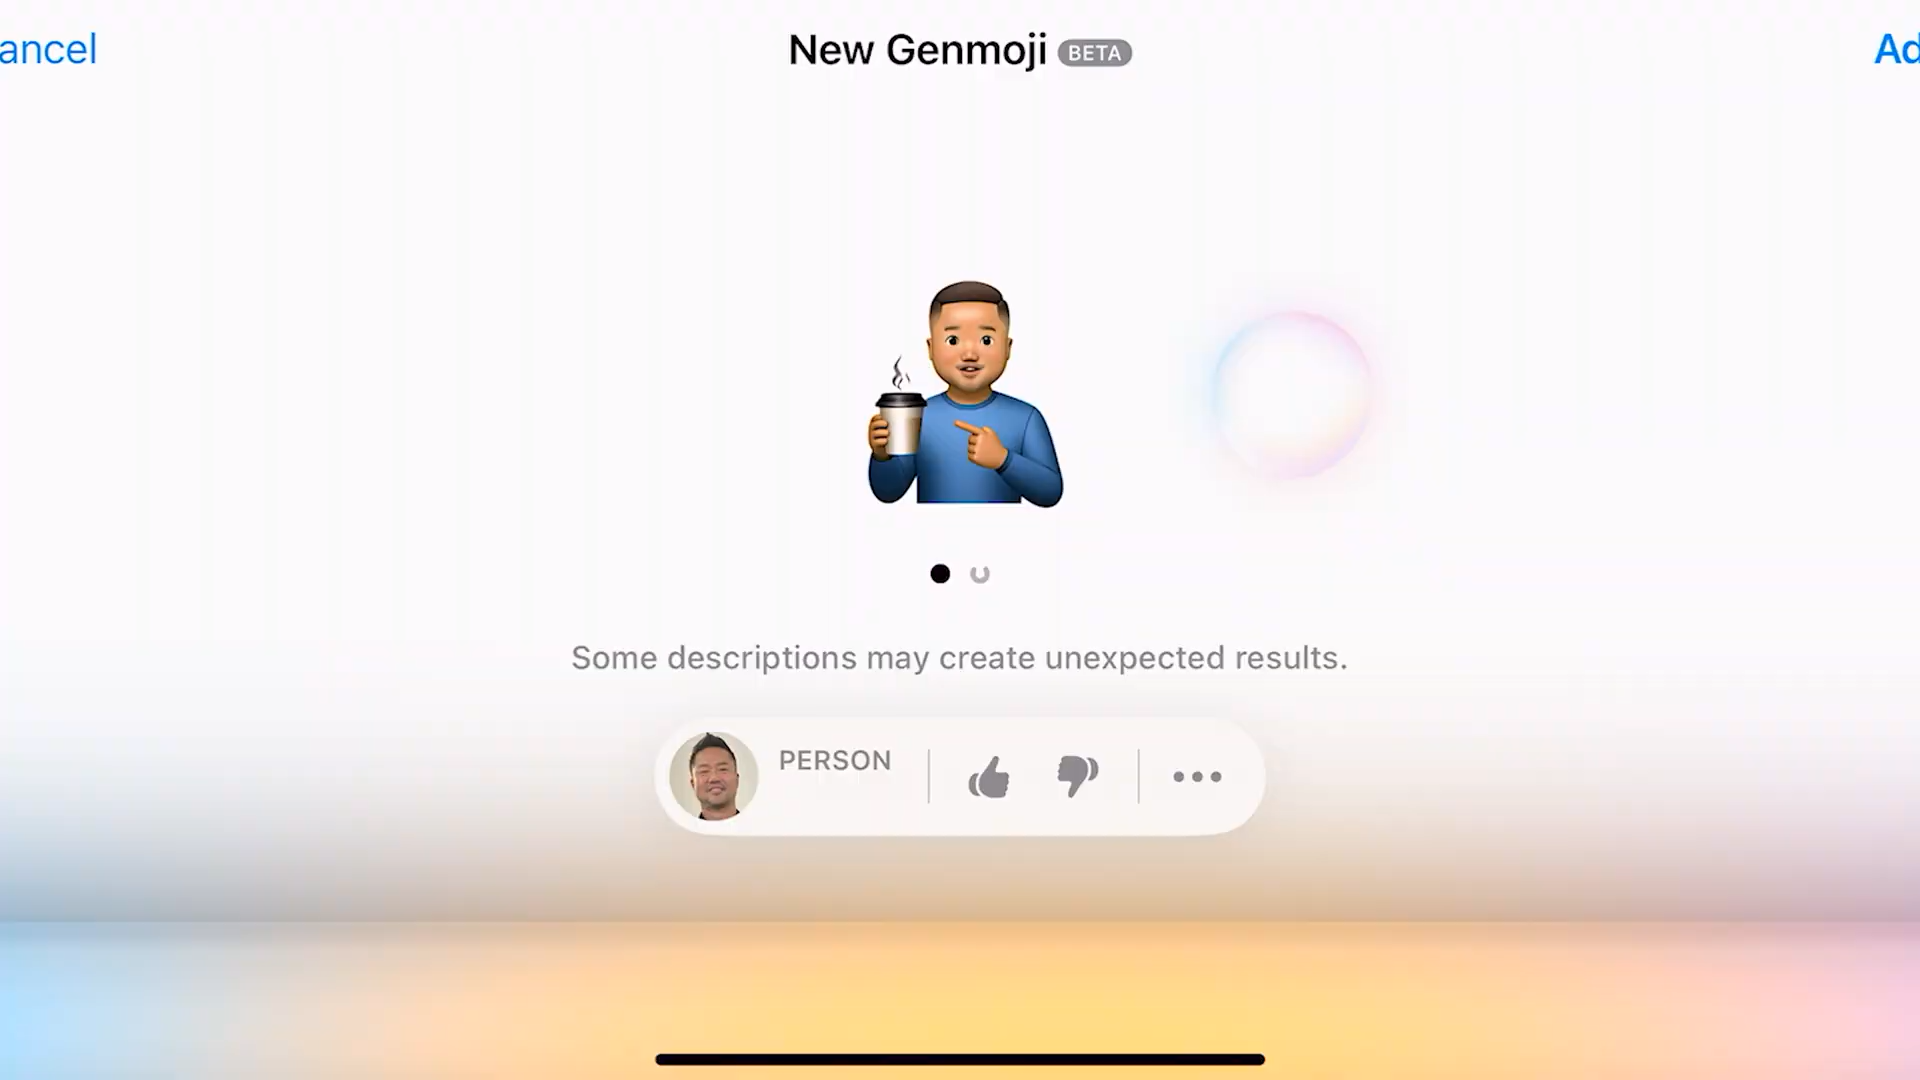 ancel
New Genmoji BETA
Ad
Some descriptions may create unexpected results.
PERSON